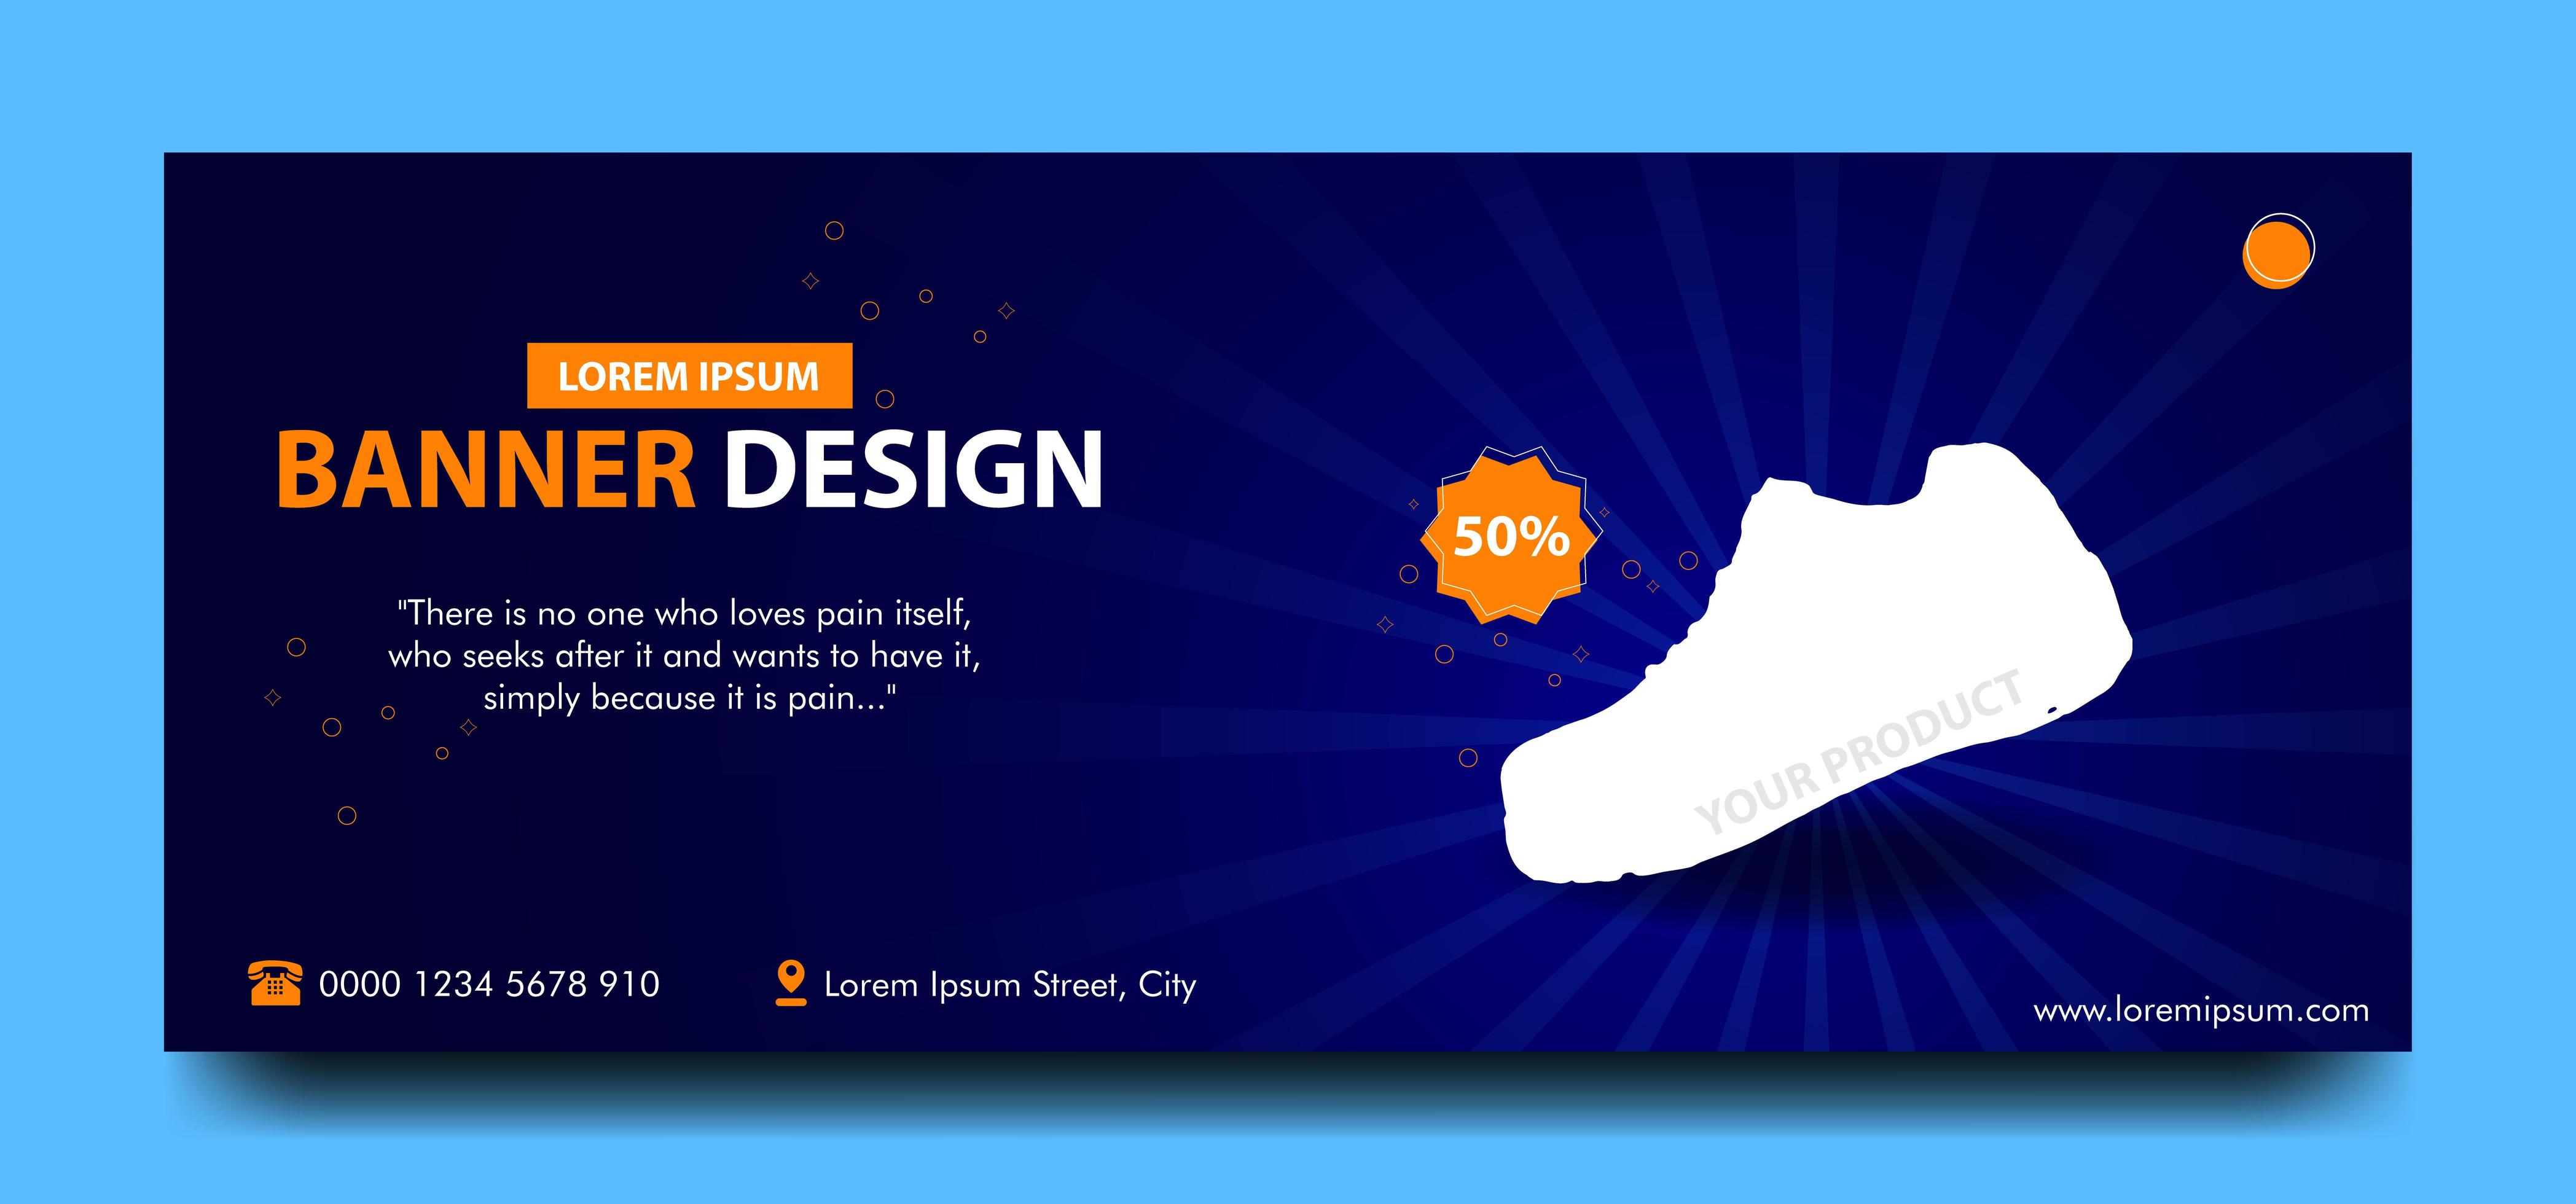 LOREM IPSUM
BANNER DESIGN
"There is no one who loves pain itself,
who seeks after it and wants to have it,
simply because it is pain..."
0000 1234 5678 910
Lorem Ipsum Street, City
50%
YOUR PRODUCT
www.loremipsum.com